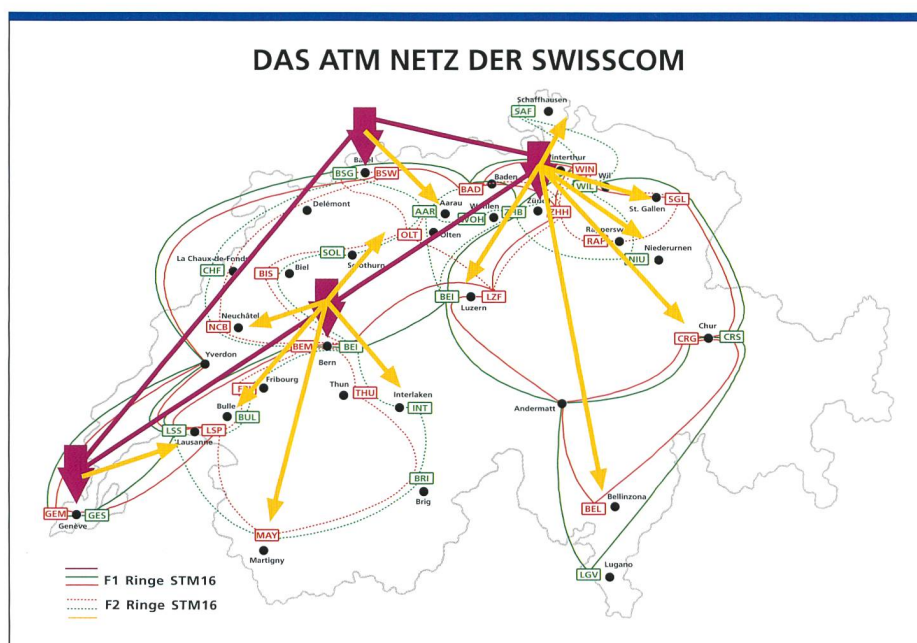 DAS ATM NETZ DER SWISSCOM
Schaffhausen
SAF
Basel
BSG
BSW
Winterthur
WIN
Baden
BAD
WIL
Wil
SGL
St. Gallen
Delémont
Aarau
AAR
Wohlen
WOH
ZHB
Zürich
ZHH
OLT
Olten
Rapperswil
RAP
Niederurnen
NIU
SOL
Solothurn
La Chaux-de-Fonds
CHF
BIS
Biel
BEI
LZF
Luzern
Neuchâtel
NCB
BEM
BEI
Bern
Chur
CRG
CRS
Yverdon
Fribourg
Thun
THU
Interlaken
INT
Bulle
BUL
Andermatt
LSS
LSP
Lausanne
BRI
Brig
Bellinzona
BEL
GEM
GES
Genève
MAY
Martigny
LGV
Lugano
F1 Ringe STM16
F2 Ringe STM16